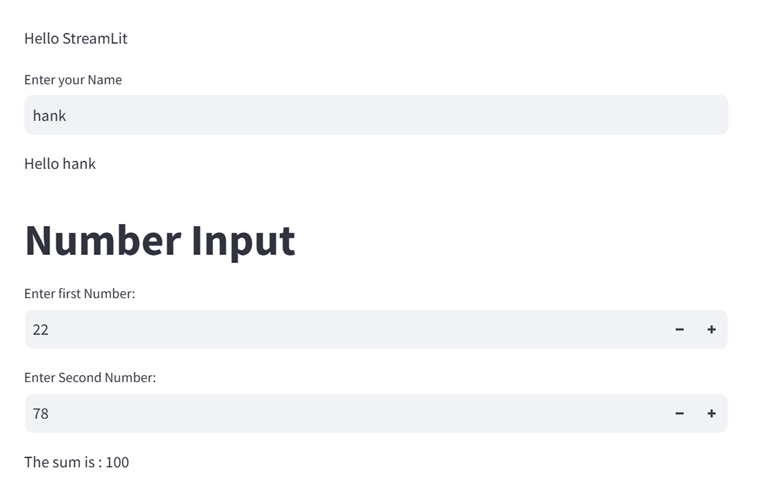 Hello StreamLit
Enter your Name
hank
Hello hank
Number Input
Enter first Number:
22
Enter Second Number:
78
The sum is : 100